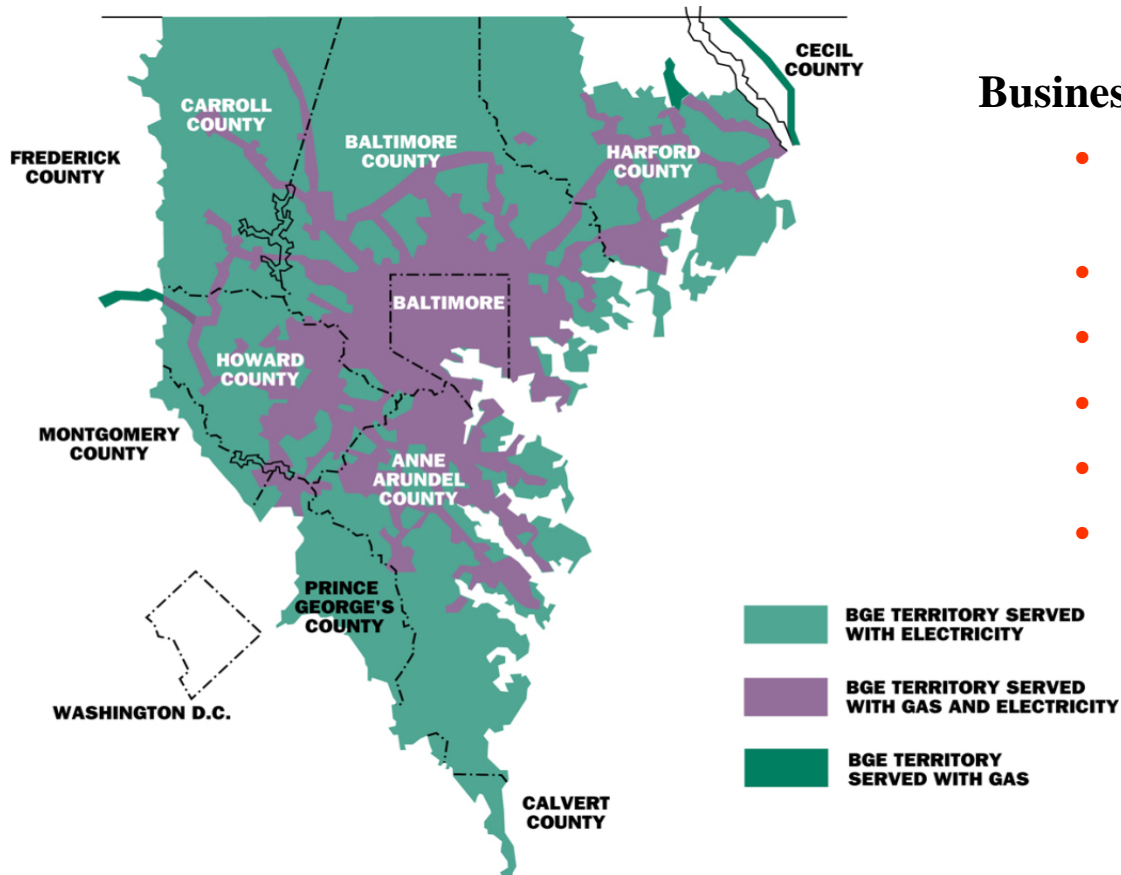 CECIL
COUNTY
Busines
CARROLL
COUNTY
BALTIMORE
COUNTY
HARFORD
COUNTY
FREDERICK
COUNTY
BALTIMORE
HOWARD
COUNTY
MONTGOMERY
COUNTY
ANNE
ARUNDEL
COUNTY
PRINCE
GEORGE'S
COUNTY
WASHINGTON D.C.
CALVERT
COUNTY
BGE TERRITORY SERVED
WITH ELECTRICITY
BGE TERRITORY SERVED
WITH GAS AND ELECTRICITY
BGE TERRITORY
SERVED WITH GAS